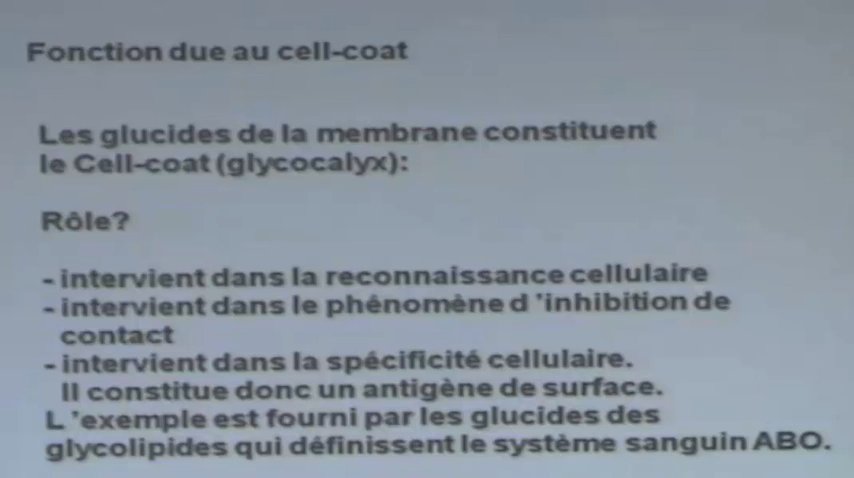 Fonction due au cell-coat
Les glucides de la membrane constituent
le Cell-coat (glycocalyx):
Rôle?
- intervient dans la reconnaissance cellulaire
- intervient dans le phénomène d 'inhibition de
contact
- intervient dans la spécificité cellulaire.
Il constitue donc un antigène de surface.
L 'exemple est fourni par les glucides des
glycolipides qui définissent le système sanguin ABO.